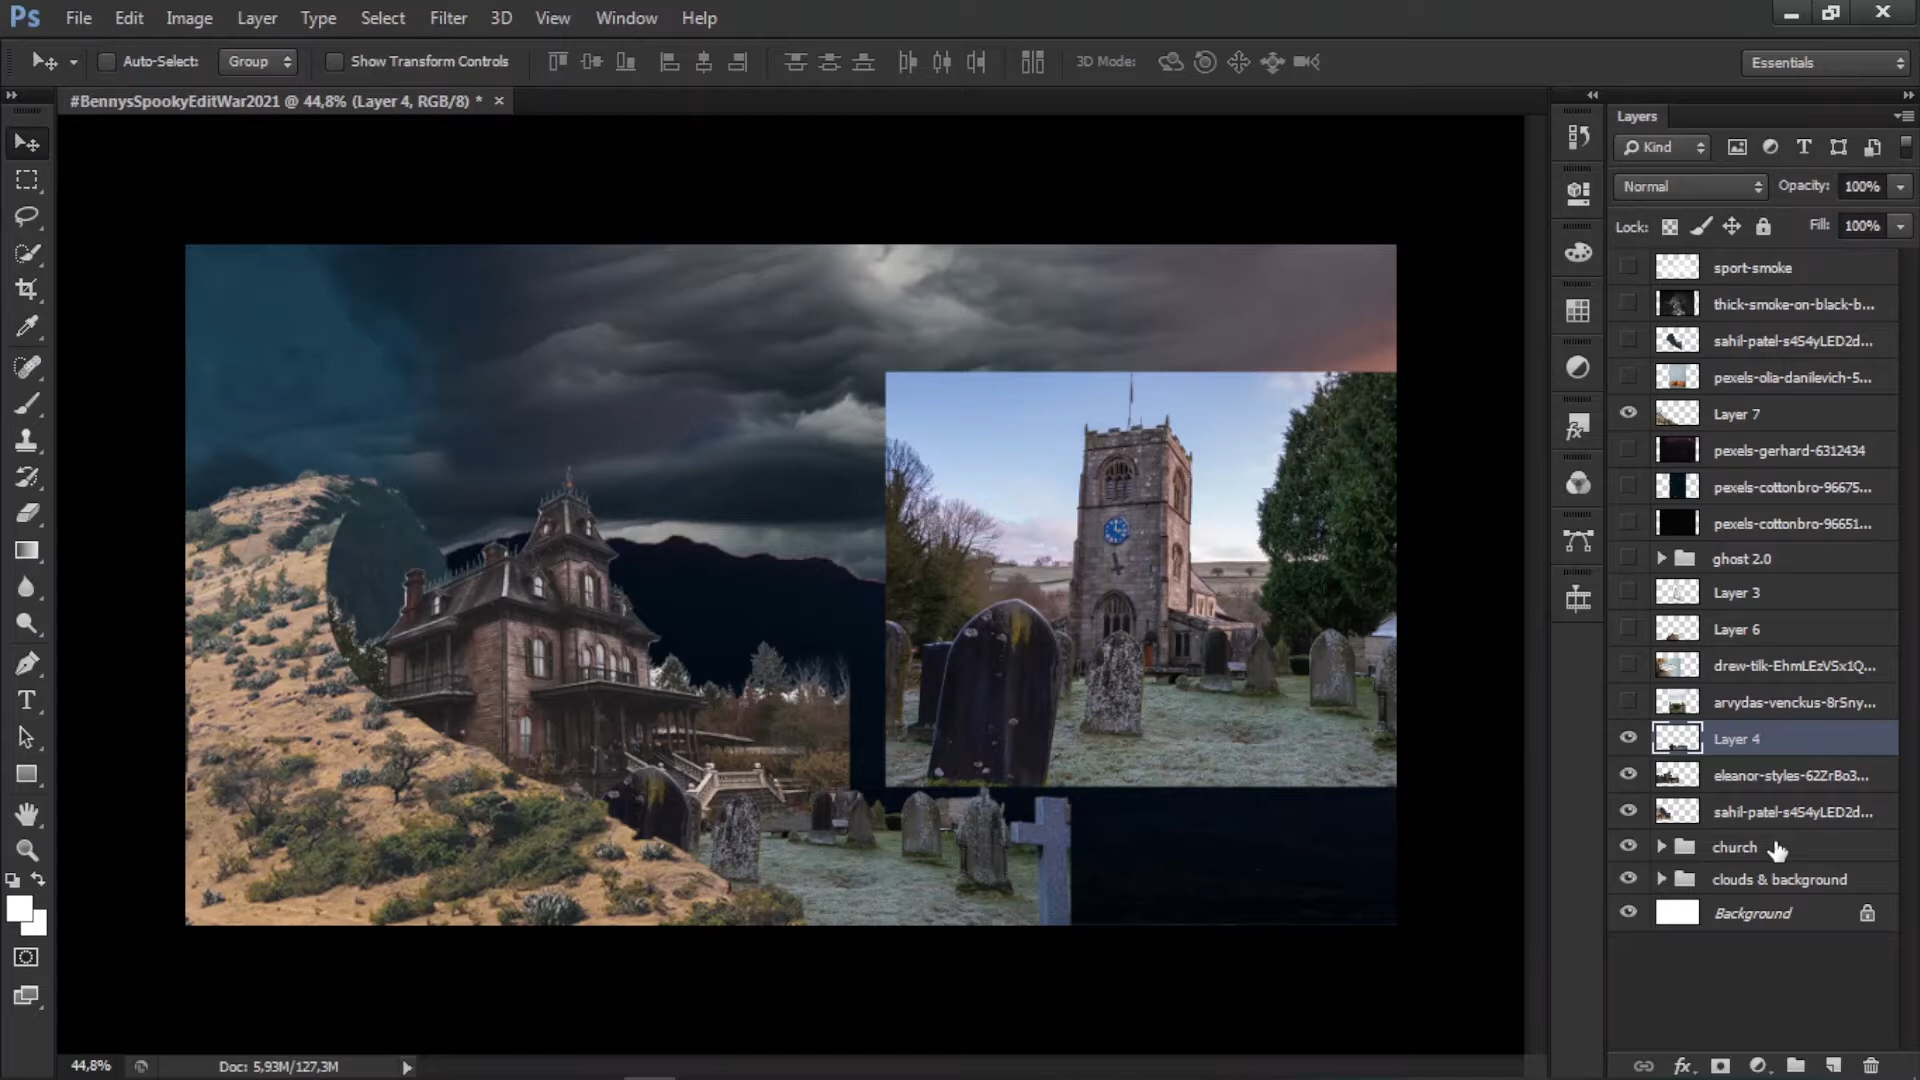 Ps File Edit Image Layer Type Select Filter 3D View Window Help
Auto-Select: Group Show Transform Controls 3D Mode: Essentials
#BennysSpookyEditWar2021 @ 44,8% (Layer 4, RGB/8) * ×
Layers
Kind
Normal Opacity: 100%
Lock: Fill: 100%
sport-smoke
thick-smoke-on-black-b...
sahil-patel-s4S4yLED2d...
pexels-olia-danilevich-5...
Layer 7
pexels-gerhard-6312434
pexels-cottonbro-96675...
pexels-cottonbro-96651...
ghost 2.0
Layer 3
Layer 6
drew-tilk-EhmLEzVSx1Q...
arvydas-venckus-8rSny...
Layer 4
eleanor-styles-62ZrBo3...
sahil-patel-s4S4yLED2d...
church
clouds & background
Background
44,8% Doc: 5,93M/127,3M